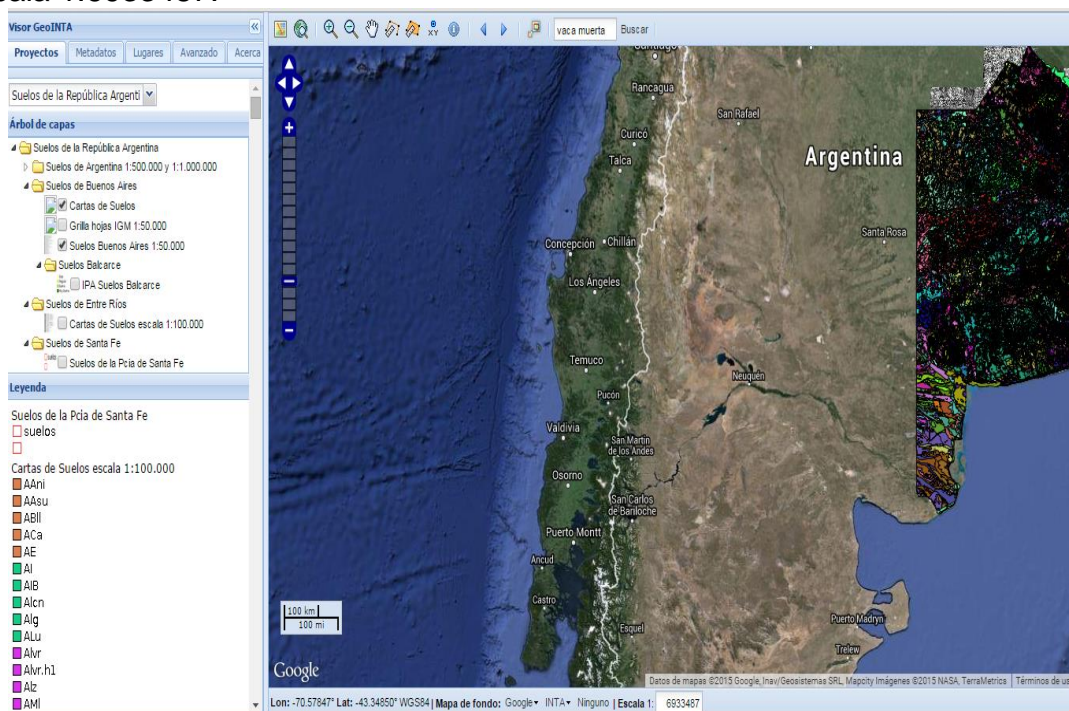 Visor GeoINTA
Proyectos Metadatos Lugares Avanzado Acerca
Suelos de la República Argenti
Árbol de capas
Suelos de la República Argentina
Suelos de Argentina 1:500.000 y 1:1.000.000
Suelos de Buenos Aires
Cartas de Suelos
Grilla hojas IGM 1:50.000
Suelos Buenos Aires 1:50.000
Suelos Balcarce
IPA Suelos Balcarce
Suelos de Entre Ríos
Cartas de Suelos escala 1:100.000
Suelos de Santa Fe
Suelos de la Pcia de Santa Fe
Leyenda
Suelos de la Pcia de Santa Fe
suelos
Cartas de Suelos escala 1:100.000
AAni
AAsu
ABll
ACa
AE
Al
AlB
Alcn
Alg
ALu
Alvr
Alvr.h1
Alz
AMl
vaca muerta Buscar
Santiago
Rancagua
San Rafael
Curicó
Talca
Argentina
Santa Rosa
Concepción
Chillán
Los Ángeles
Temuco
Neuquén
Pucón
Valdivia
San Martín
de los Andes
Osorno
San Carlos
de Bariloche
Puerto Montt
Ancud
Castro
100 km
100 mi
Esquel
Puerto Madryn
Trelew
Google
Datos de mapas ©2015 Google, Inav/Geosistemas SRL, Mapcity Imágenes ©2015 NASA, TerraMetrics Términos de us
Lon: -70.57847° Lat: -43.34850° WGS84 | Mapa de fondo: Google INTA Ninguno | Escala 1: 6933487